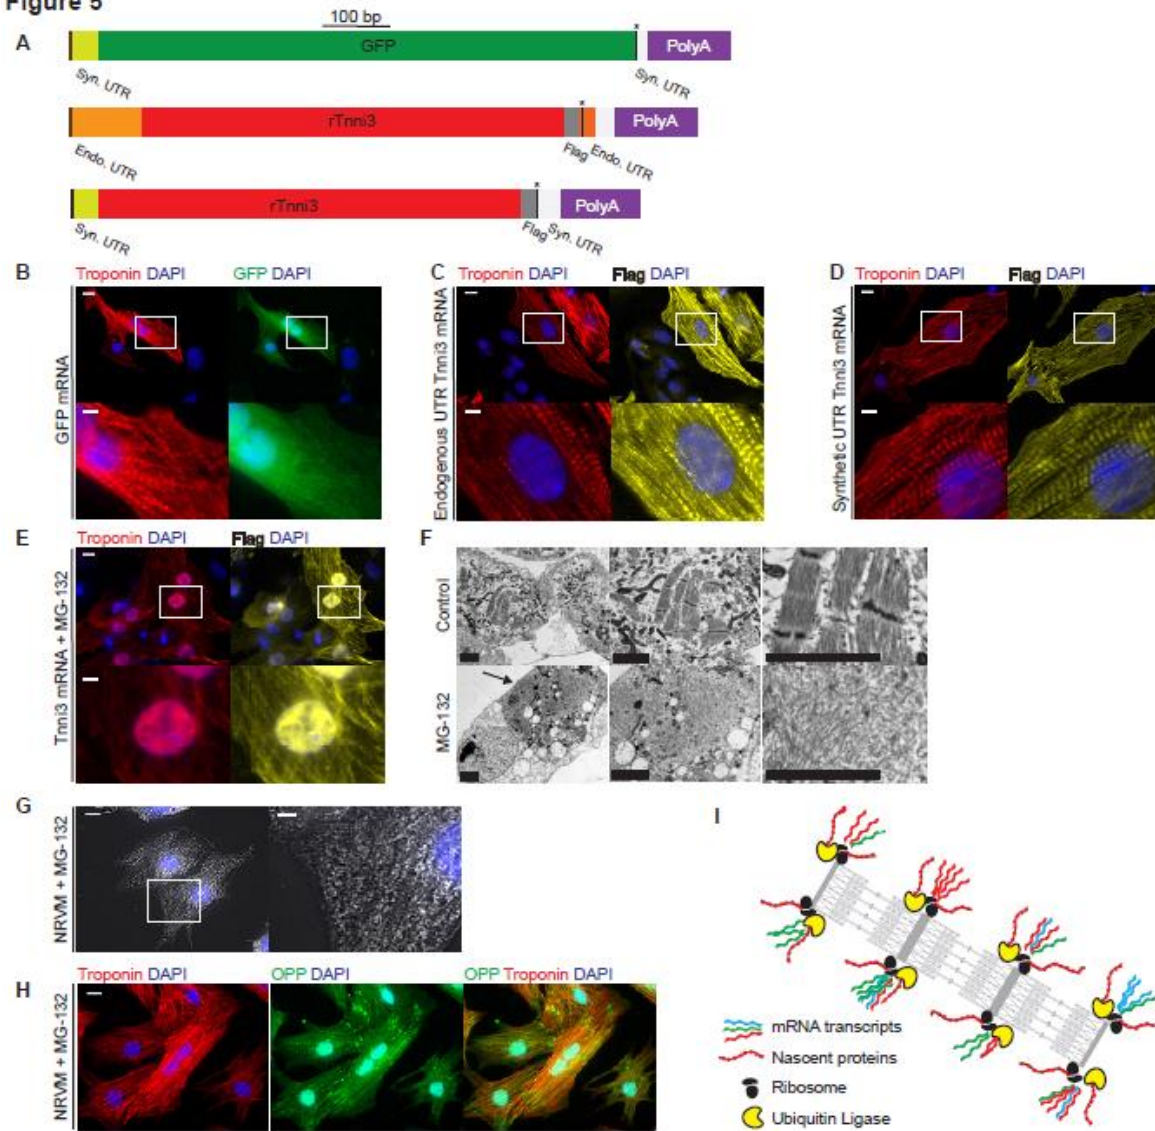 Figure 5
100 bp
A
GFP
*
PolyA
Syn. UTR
Syn. UTR
rTnni3
*
PolyA
Endo. UTR
Flag
Endo. UTR
rTnni3
*
PolyA
Syn. UTR
Flag
Syn. UTR
B
Troponin DAPI
GFP DAPI
GFP mRNA
C
Troponin DAPI
Flag DAPI
Endogenous UTR Tnni3 mRNA
D
Troponin DAPI
Flag DAPI
Synthetic UTR Tnni3 mRNA
E
Troponin DAPI
Flag DAPI
Tnni3 mRNA + MG-132
F
Control
MG-132
G
NRVM + MG-132
H
Troponin DAPI
OPP DAPI
OPP Troponin DAPI
NRVM + MG-132
I
mRNA transcripts
Nascent proteins
Ribosome
Ubiquitin Ligase